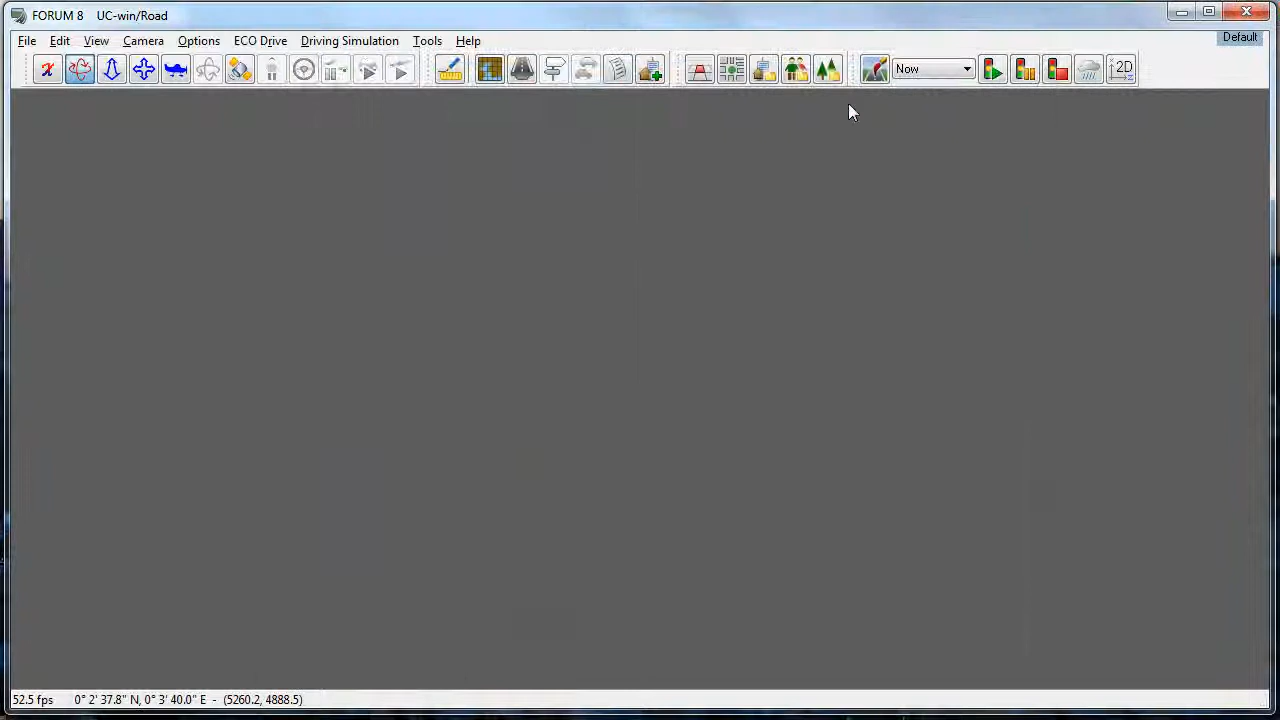 FORUM 8 UC-win/Road
File Edit View Camera Options ECO Drive Driving Simulation Tools Help
Default
Now
2D
52.5 fps 0° 2' 37.8" N, 0° 3' 40.0" E - (5260.2, 4888.5)